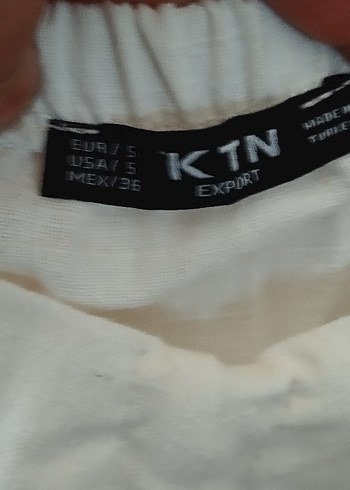 EUR/ S
USA/ S
MEX/36
KTN
EXPORT
MADE IN
TURKEY